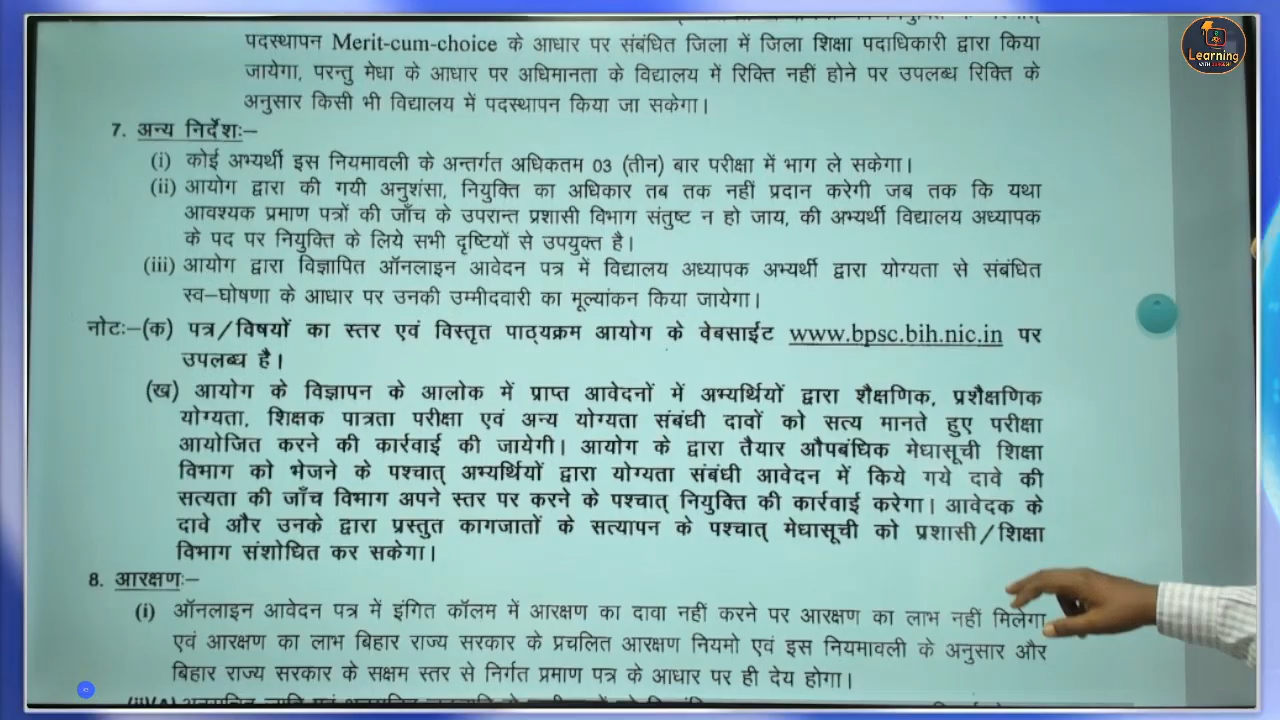 पदस्थापन Merit-cum-choice के आधार पर संबंधित जिला में जिला शिक्षा पदाधिकारी द्वारा किया
जायेगा, परन्तु मेधा के आधार पर अधिमानता के विद्यालय में रिक्ति नहीं होने पर उपलब्ध रिक्ति के
अनुसार किसी भी विद्यालय में पदस्थापन किया जा सकेगा।
7. अन्य निर्देशः–
(i) कोई अभ्यर्थी इस नियमावली के अन्तर्गत अधिकतम 03 (तीन) बार परीक्षा में भाग ले सकेगा।
(ii) आयोग द्वारा की गयी अनुशंसा, नियुक्ति का अधिकार तब तक नहीं प्रदान करेगी जब तक कि यथा
आवश्यक प्रमाण पत्रों की जाँच के उपरान्त प्रशासी विभाग संतुष्ट न हो जाय, की अभ्यर्थी विद्यालय अध्यापक
के पद पर नियुक्ति के लिये सभी दृष्टियों से उपयुक्त है।
(iii) आयोग द्वारा विज्ञापित ऑनलाइन आवेदन पत्र में विद्यालय अध्यापक अभ्यर्थी द्वारा योग्यता से संबंधित
स्व–घोषणा के आधार पर उनकी उम्मीदवारी का मूल्यांकन किया जायेगा।
नोटः–(क) पत्र/विषयों का स्तर एवं विस्तृत पाठ्यक्रम आयोग के वेबसाईट www.bpsc.bih.nic.in पर
उपलब्ध है।
(ख) आयोग के विज्ञापन के आलोक में प्राप्त आवेदनों में अभ्यर्थियों द्वारा शैक्षणिक, प्रशैक्षणिक
योग्यता, शिक्षक पात्रता परीक्षा एवं अन्य योग्यता संबंधी दावों को सत्य मानते हुए परीक्षा
आयोजित करने की कार्रवाई की जायेगी। आयोग के द्वारा तैयार औपबंधिक मेधासूची शिक्षा
विभाग को भेजने के पश्चात् अभ्यर्थियों द्वारा योग्यता संबंधी आवेदन में किये गये दावे की
सत्यता की जाँच विभाग अपने स्तर पर करने के पश्चात् नियुक्ति की कार्रवाई करेगा। आवेदक के
दावे और उनके द्वारा प्रस्तुत कागजातों के सत्यापन के पश्चात् मेधासूची को प्रशासी/शिक्षा
विभाग संशोधित कर सकेगा।
8. आरक्षणः–
(i) ऑनलाइन आवेदन पत्र में इंगित कॉलम में आरक्षण का दावा नहीं करने पर आरक्षण का लाभ नहीं मिलेगा
एवं आरक्षण का लाभ बिहार राज्य सरकार के प्रचलित आरक्षण नियमो एवं इस नियमावली के अनुसार और
बिहार राज्य सरकार के सक्षम स्तर से निर्गत प्रमाण पत्र के आधार पर ही देय होगा।
Learning